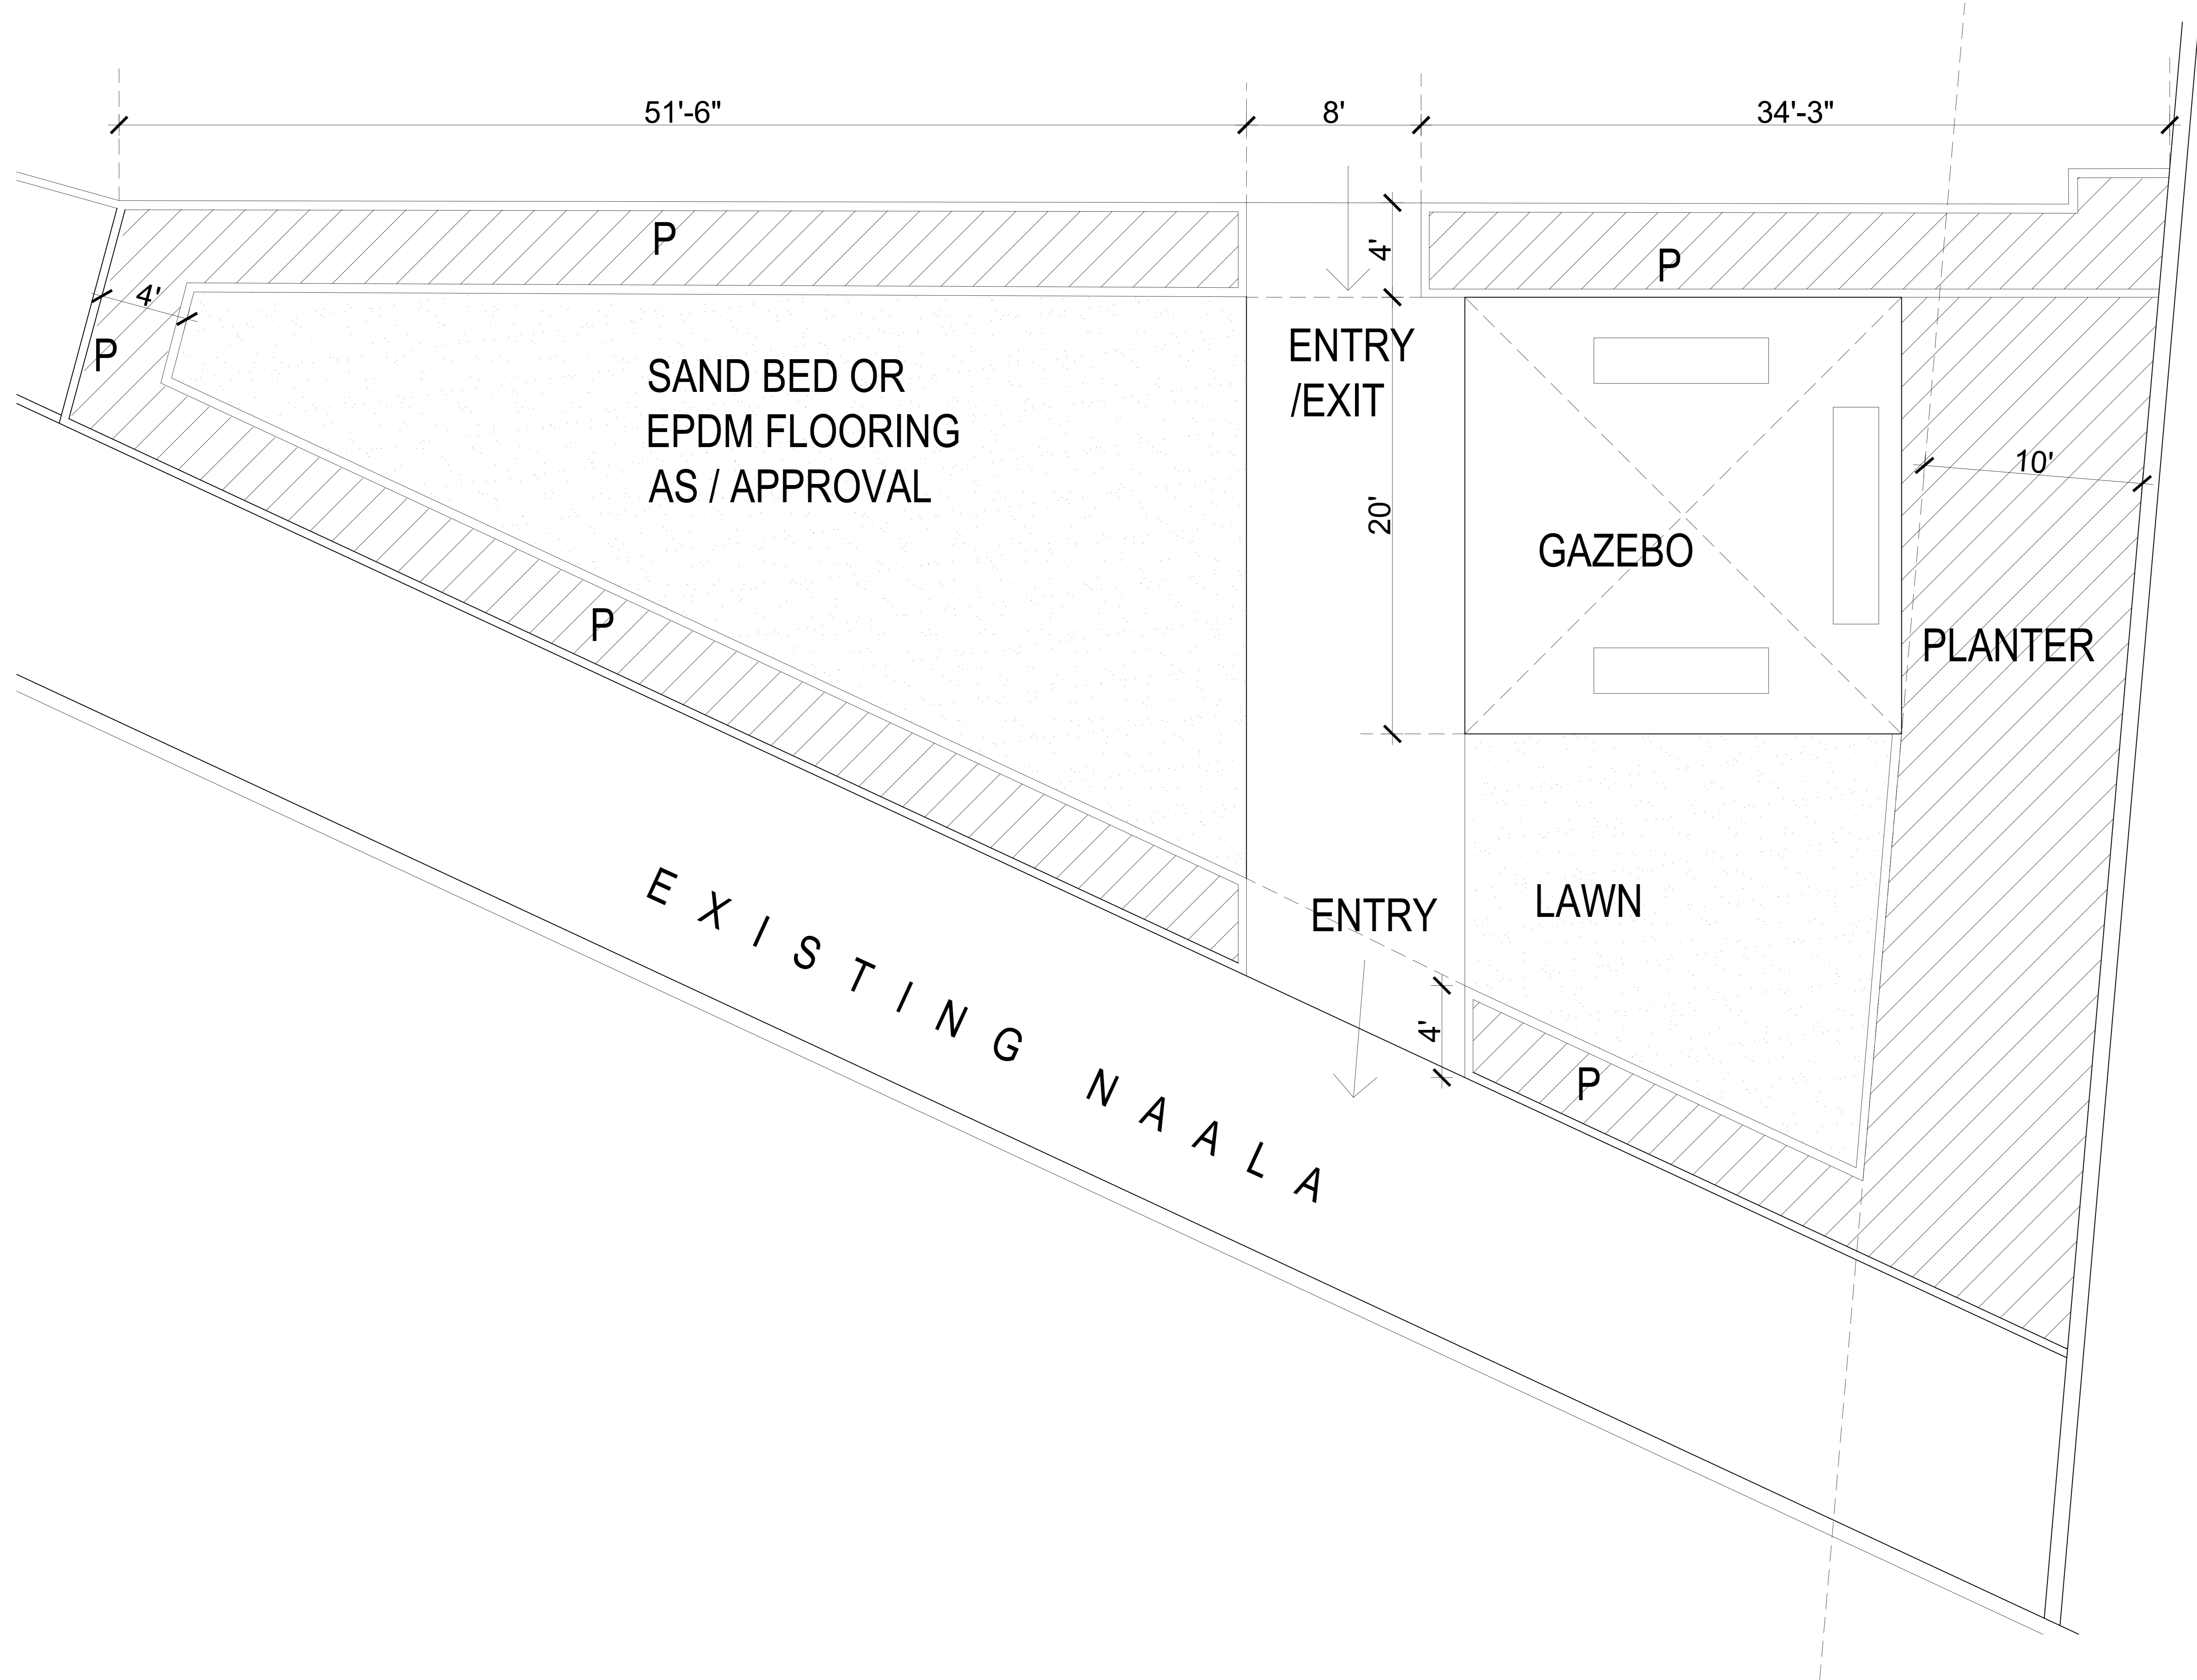 51'-6"
8'
34'-3"
P
4'
P
4'
P
ENTRY
/EXIT
SAND BED OR
EPDM FLOORING
AS / APPROVAL
10'
20'
GAZEBO
P
PLANTER
EXISTING NAALA
ENTRY
LAWN
4'
P